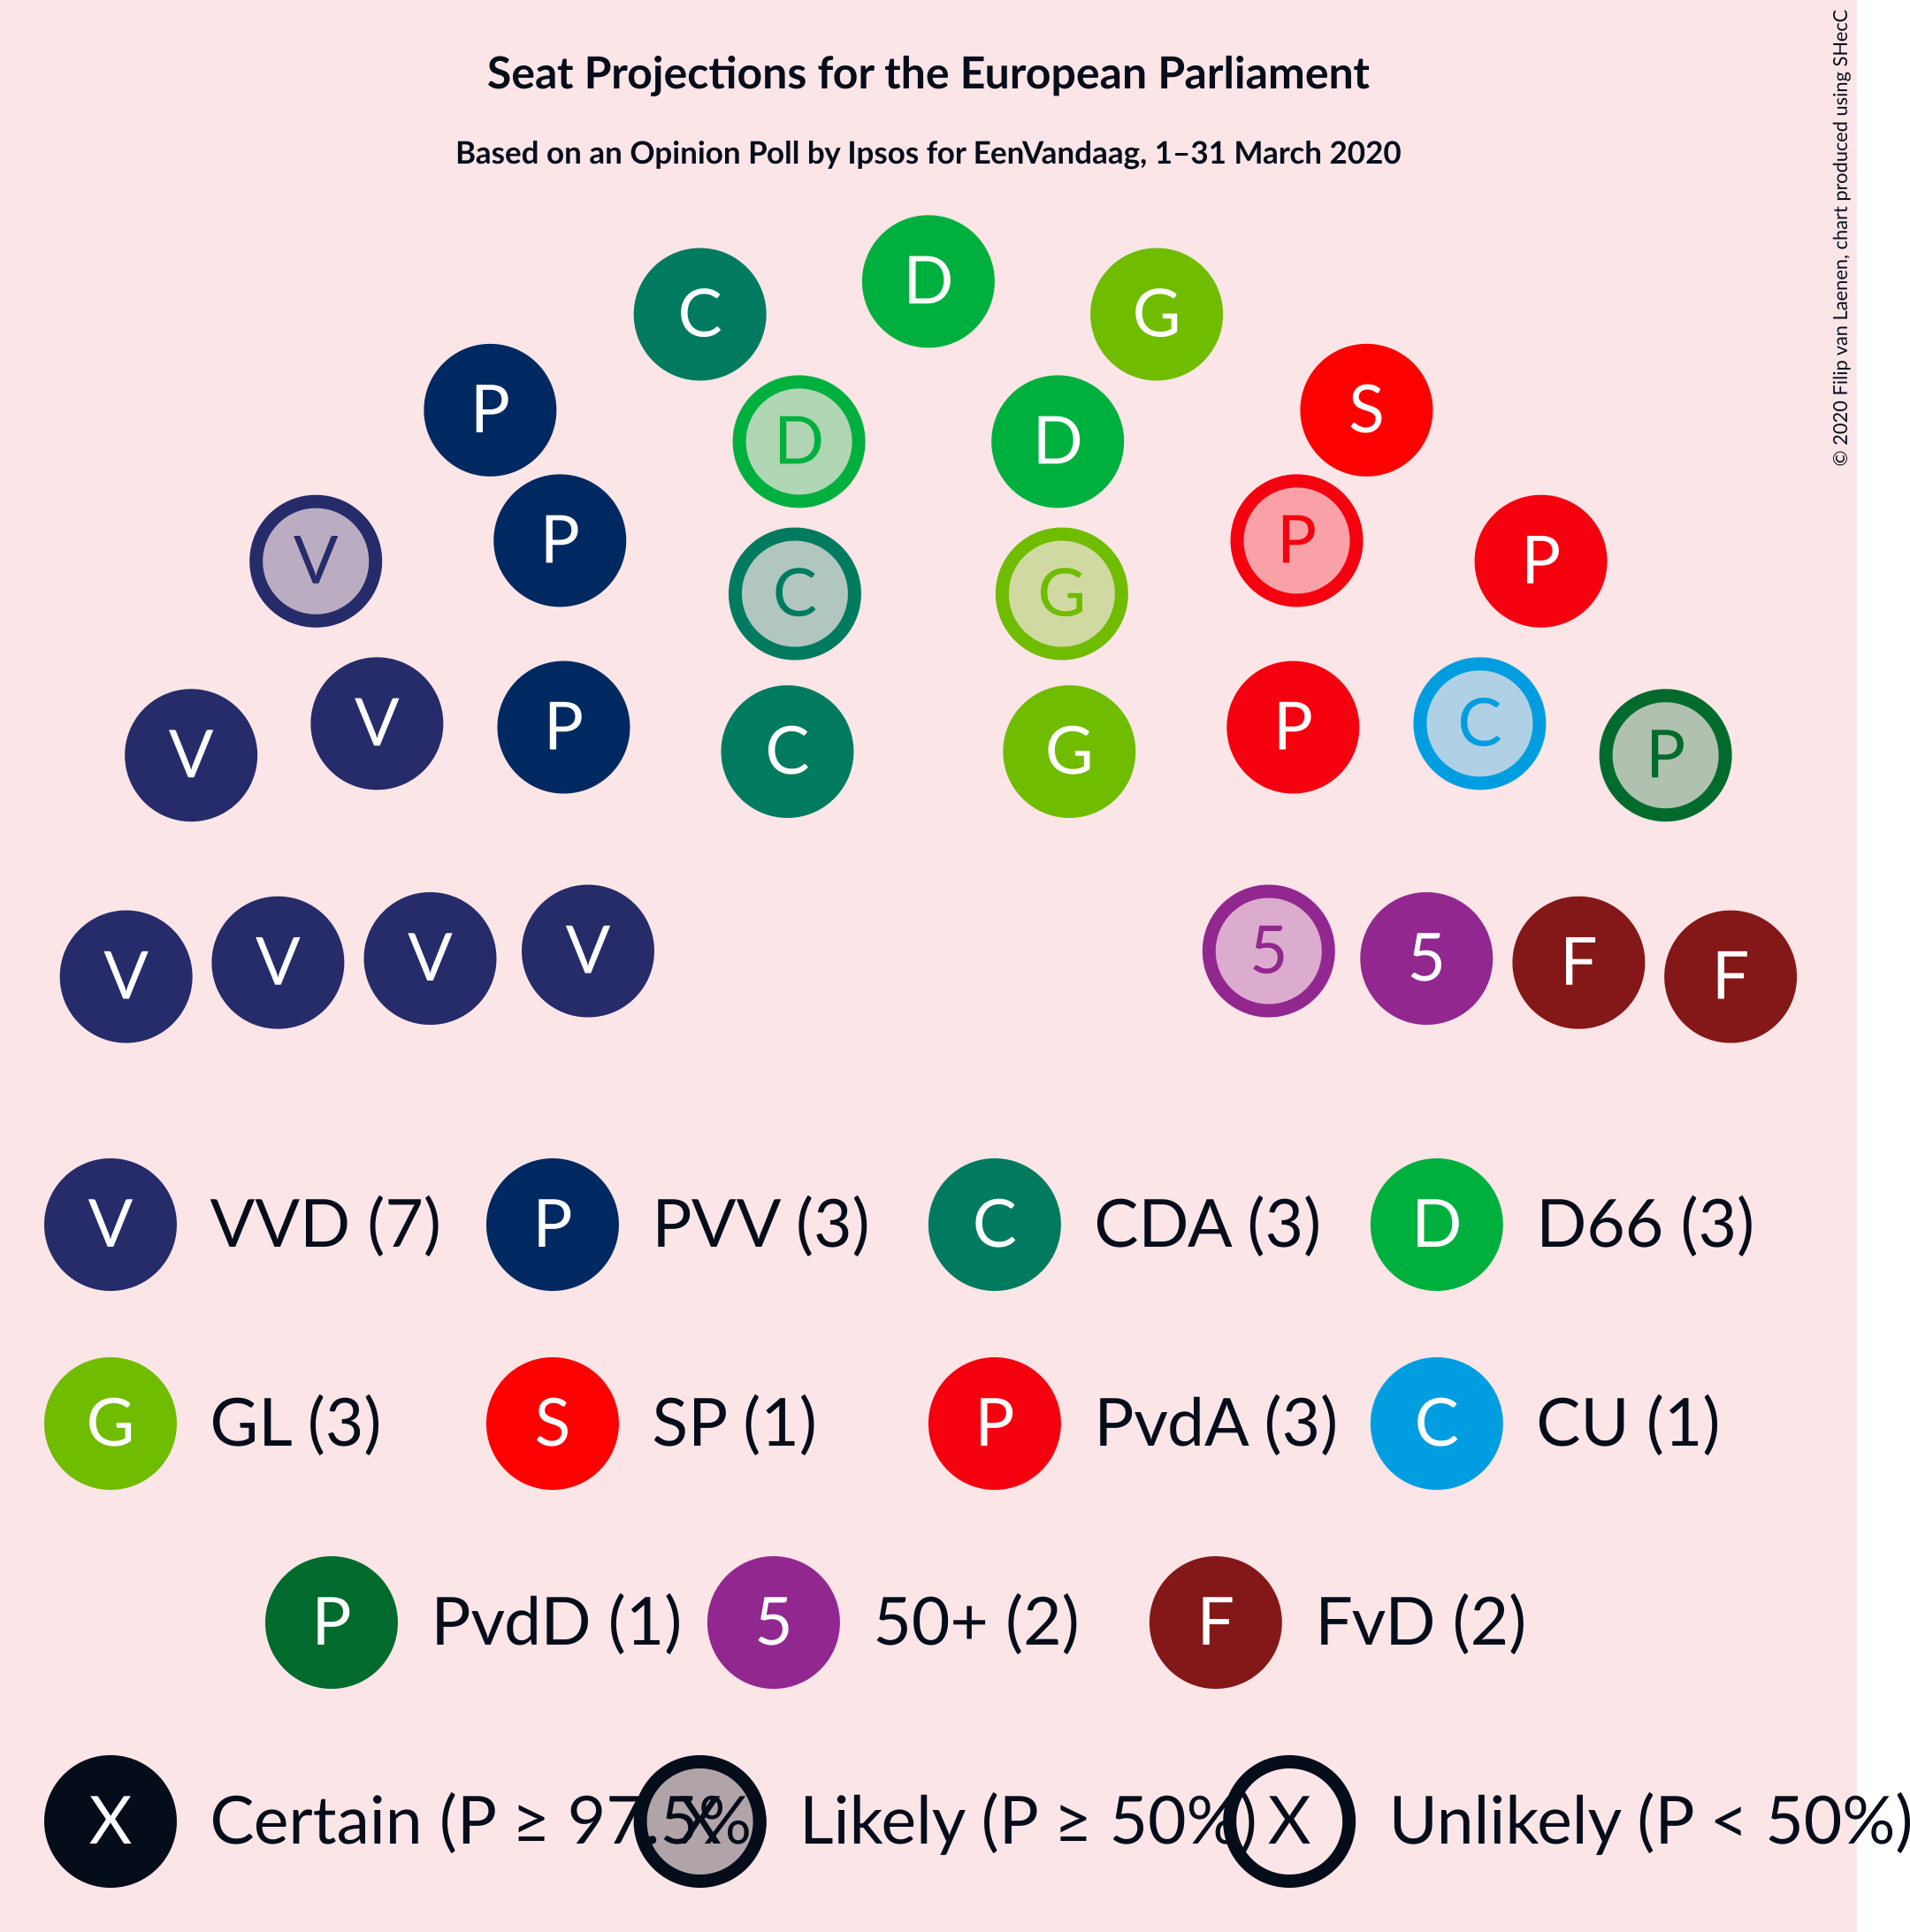 Seat Projections for the European Parliament
Based on an Opinion Poll by Ipsos for EenVandaag, 1–31 March 2020
© 2020 Filip van Laenen, chart produced using SHecC
D
C G
P S
D D
P P
V P
C G
V P C
V P
V C G P
V V 5 F
V 5
V F
V VVD (7) P PVV (3) C CDA (3) D D66 (3)
G GL (3) S SP (1) P PvdA (3) C CU (1)
P PvdD (1) 5 50+ (2) F FvD (2)
X Certain (P ≥ 97.5%) X Likely (P ≥ 50%) X Unlikely (P < 50%)